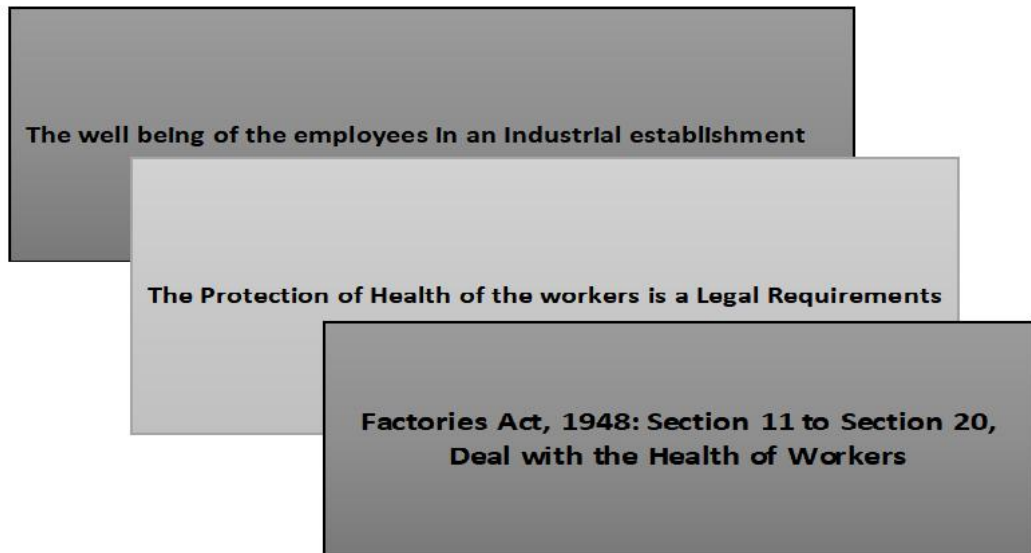 The well being of the employees in an Industrial establishment
The Protection of Health of the workers is a Legal Requirements
Factories Act, 1948: Section 11 to Section 20,
Deal with the Health of Workers